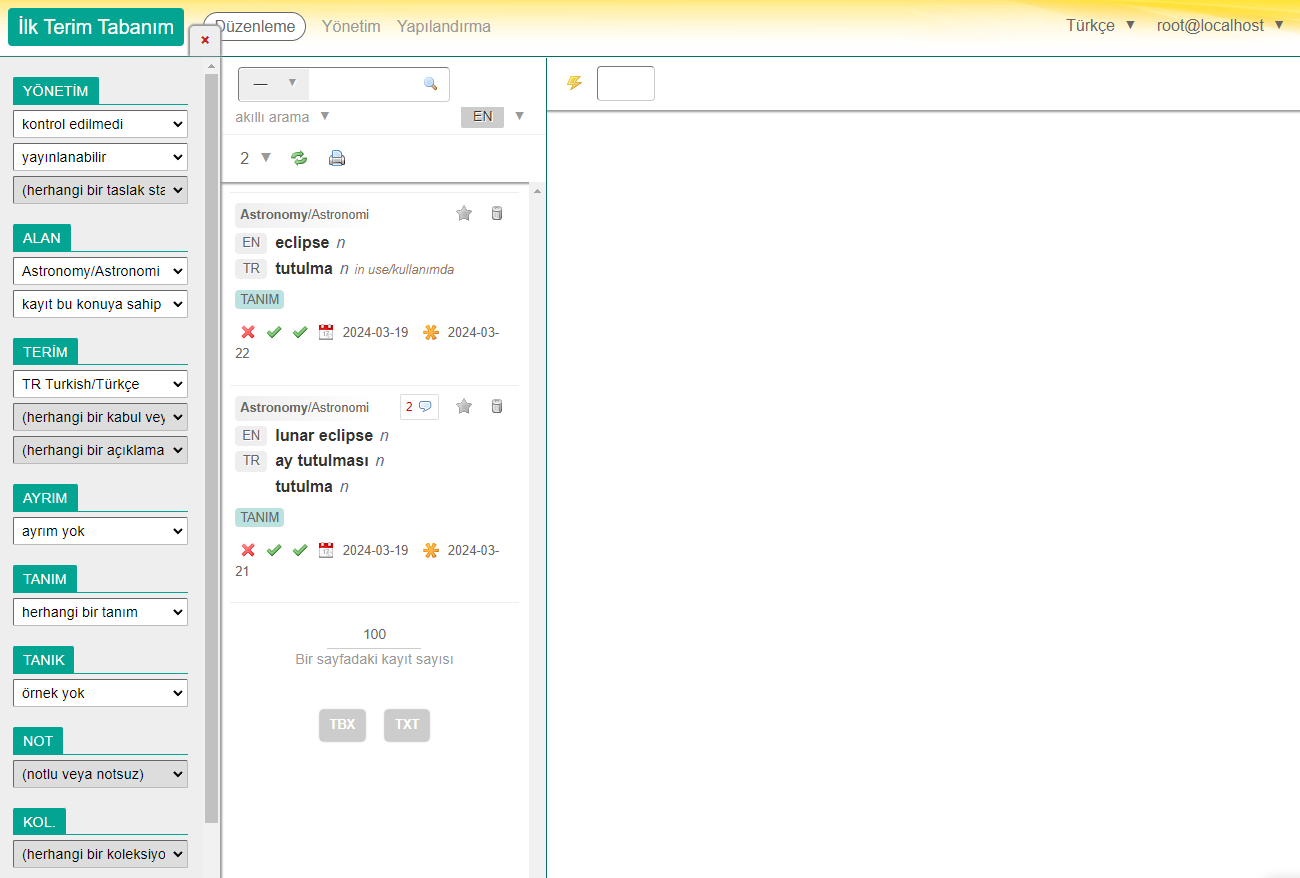 İlk Terim Tabanım
Düzenleme Yönetim Yapılandırma
Türkçe ▼ root@localhost ▼
YÖNETİM
kontrol edilmedi
yayınlanabilir
(herhangi bir taslak sta
ALAN
Astronomy/Astronomi
kayıt bu konuya sahip
TERİM
TR Turkish/Türkçe
(herhangi bir kabul vey
(herhangi bir açıklama
AYRIM
ayrım yok
TANIM
herhangi bir tanım
TANIK
örnek yok
NOT
(notlu veya notsuz)
KOL.
(herhangi bir koleksiyo
— ▼
akıllı arama ▼ EN ▼
2 ▼
Astronomy/Astronomi
EN eclipse n
TR tutulma n in use/kullanımda
TANIM
2024-03-19 2024-03-
22
Astronomy/Astronomi 2
EN lunar eclipse n
TR ay tutulması n
tutulma n
TANIM
2024-03-19 2024-03-
21
100
Bir sayfadaki kayıt sayısı
TBX TXT